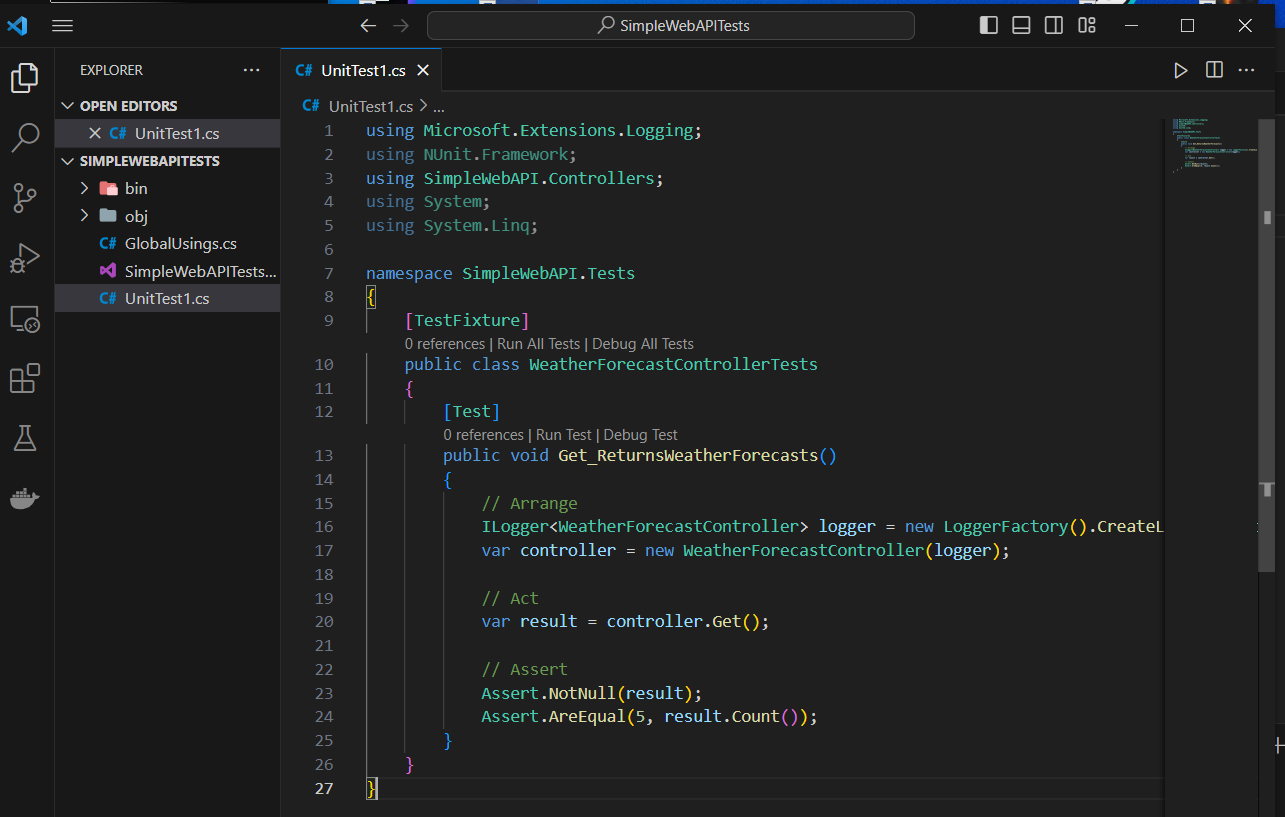 SimpleWebAPITests
EXPLORER
OPEN EDITORS
C# UnitTest1.cs
SIMPLEWEBAPITESTS
bin
obj
C# GlobalUsings.cs
SimpleWebAPITests...
C# UnitTest1.cs
C# UnitTest1.cs
C# UnitTest1.cs > ...
1 using Microsoft.Extensions.Logging;
2 using NUnit.Framework;
3 using SimpleWebAPI.Controllers;
4 using System;
5 using System.Linq;
6
7 namespace SimpleWebAPI.Tests
8 {
9 [TestFixture]
0 references | Run All Tests | Debug All Tests
10 public class WeatherForecastControllerTests
11 {
12 [Test]
0 references | Run Test | Debug Test
13 public void Get_ReturnsWeatherForecasts()
14 {
15 // Arrange
16 ILogger<WeatherForecastController> logger = new LoggerFactory().CreateL
17 var controller = new WeatherForecastController(logger);
18
19 // Act
20 var result = controller.Get();
21
22 // Assert
23 Assert.NotNull(result);
24 Assert.AreEqual(5, result.Count());
25 }
26 }
27 }